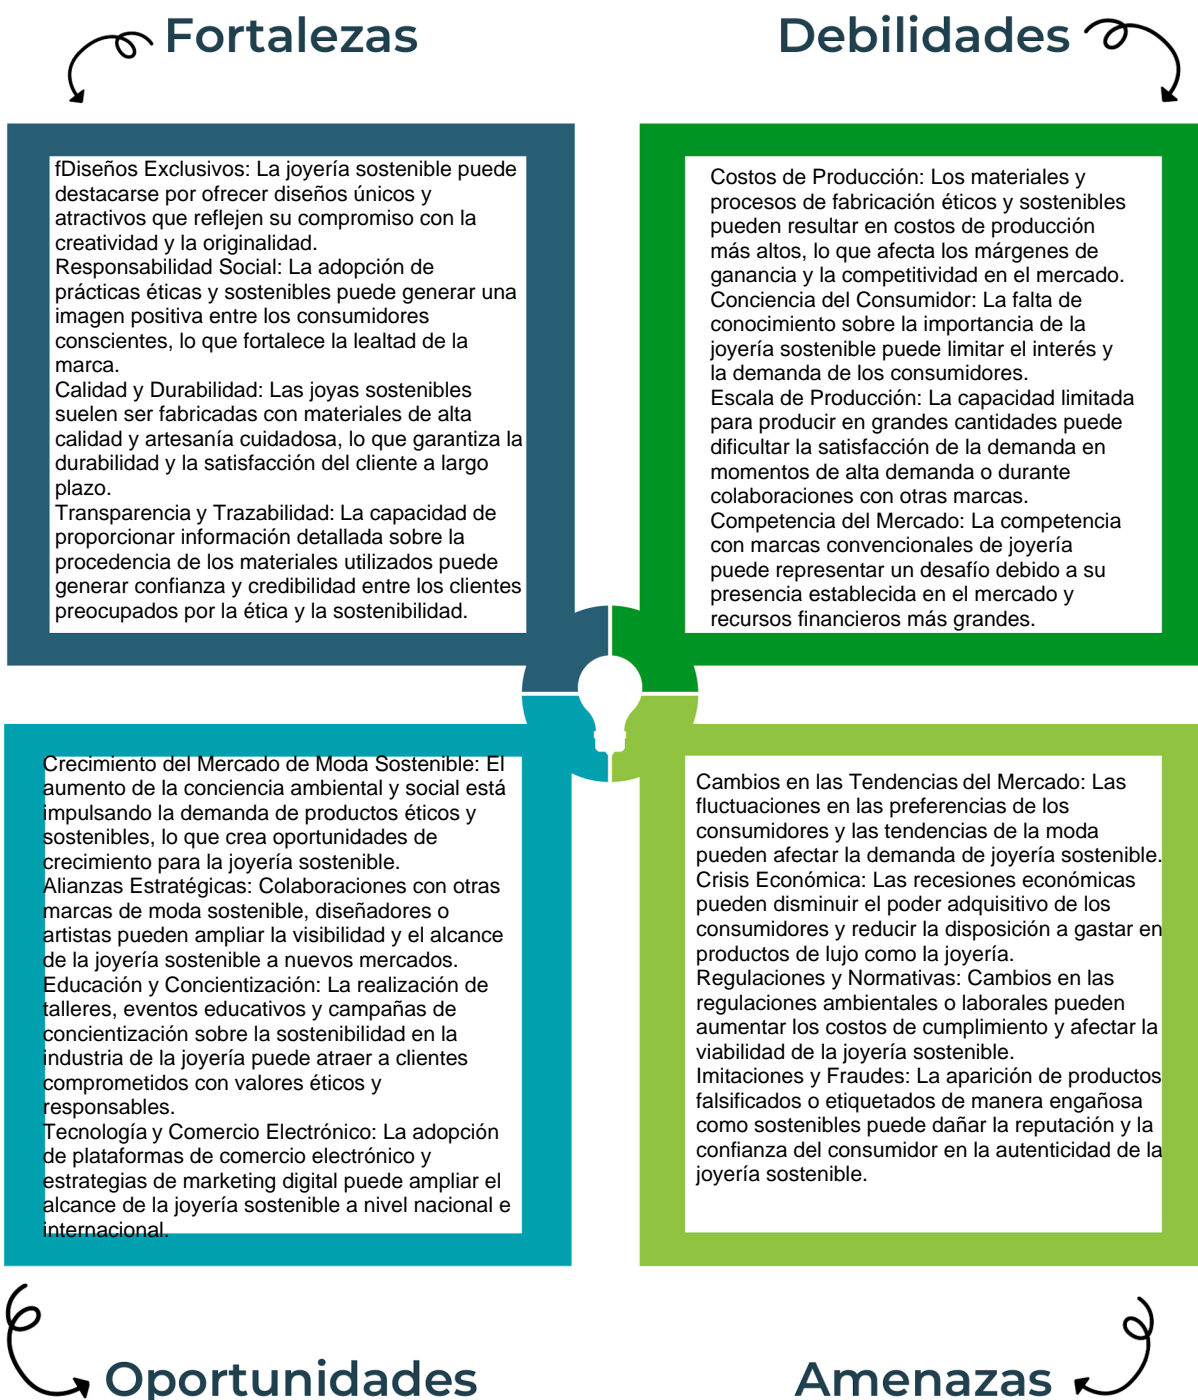 Fortalezas
fDiseños Exclusivos: La joyería sostenible puede
destacarse por ofrecer diseños únicos y
atractivos que reflejen su compromiso con la
creatividad y la originalidad.
Responsabilidad Social: La adopción de
prácticas éticas y sostenibles puede generar una
imagen positiva entre los consumidores
conscientes, lo que fortalece la lealtad de la
marca.
Calidad y Durabilidad: Las joyas sostenibles
suelen ser fabricadas con materiales de alta
calidad y artesanía cuidadosa, lo que garantiza la
durabilidad y la satisfacción del cliente a largo
plazo.
Transparencia y Trazabilidad: La capacidad de
proporcionar información detallada sobre la
procedencia de los materiales utilizados puede
generar confianza y credibilidad entre los clientes
preocupados por la ética y la sostenibilidad.
Debilidades
Costos de Producción: Los materiales y
procesos de fabricación éticos y sostenibles
pueden resultar en costos de producción
más altos, lo que afecta los márgenes de
ganancia y la competitividad en el mercado.
Conciencia del Consumidor: La falta de
conocimiento sobre la importancia de la
joyería sostenible puede limitar el interés y
la demanda de los consumidores.
Escala de Producción: La capacidad limitada
para producir en grandes cantidades puede
dificultar la satisfacción de la demanda en
momentos de alta demanda o durante
colaboraciones con otras marcas.
Competencia del Mercado: La competencia
con marcas convencionales de joyería
puede representar un desafío debido a su
presencia establecida en el mercado y
recursos financieros más grandes.
Crecimiento del Mercado de Moda Sostenible: El
aumento de la conciencia ambiental y social está
impulsando la demanda de productos éticos y
sostenibles, lo que crea oportunidades de
crecimiento para la joyería sostenible.
Alianzas Estratégicas: Colaboraciones con otras
marcas de moda sostenible, diseñadores o
artistas pueden ampliar la visibilidad y el alcance
de la joyería sostenible a nuevos mercados.
Educación y Concientización: La realización de
talleres, eventos educativos y campañas de
concientización sobre la sostenibilidad en la
industria de la joyería puede atraer a clientes
comprometidos con valores éticos y
responsables.
Tecnología y Comercio Electrónico: La adopción
de plataformas de comercio electrónico y
estrategias de marketing digital puede ampliar el
alcance de la joyería sostenible a nivel nacional e
internacional.
Oportunidades
Cambios en las Tendencias del Mercado: Las
fluctuaciones en las preferencias de los
consumidores y las tendencias de la moda
pueden afectar la demanda de joyería sostenible.
Crisis Económica: Las recesiones económicas
pueden disminuir el poder adquisitivo de los
consumidores y reducir la disposición a gastar en
productos de lujo como la joyería.
Regulaciones y Normativas: Cambios en las
regulaciones ambientales o laborales pueden
aumentar los costos de cumplimiento y afectar la
viabilidad de la joyería sostenible.
Imitaciones y Fraudes: La aparición de productos
falsificados o etiquetados de manera engañosa
como sostenibles puede dañar la reputación y la
confianza del consumidor en la autenticidad de la
joyería sostenible.
Amenazas